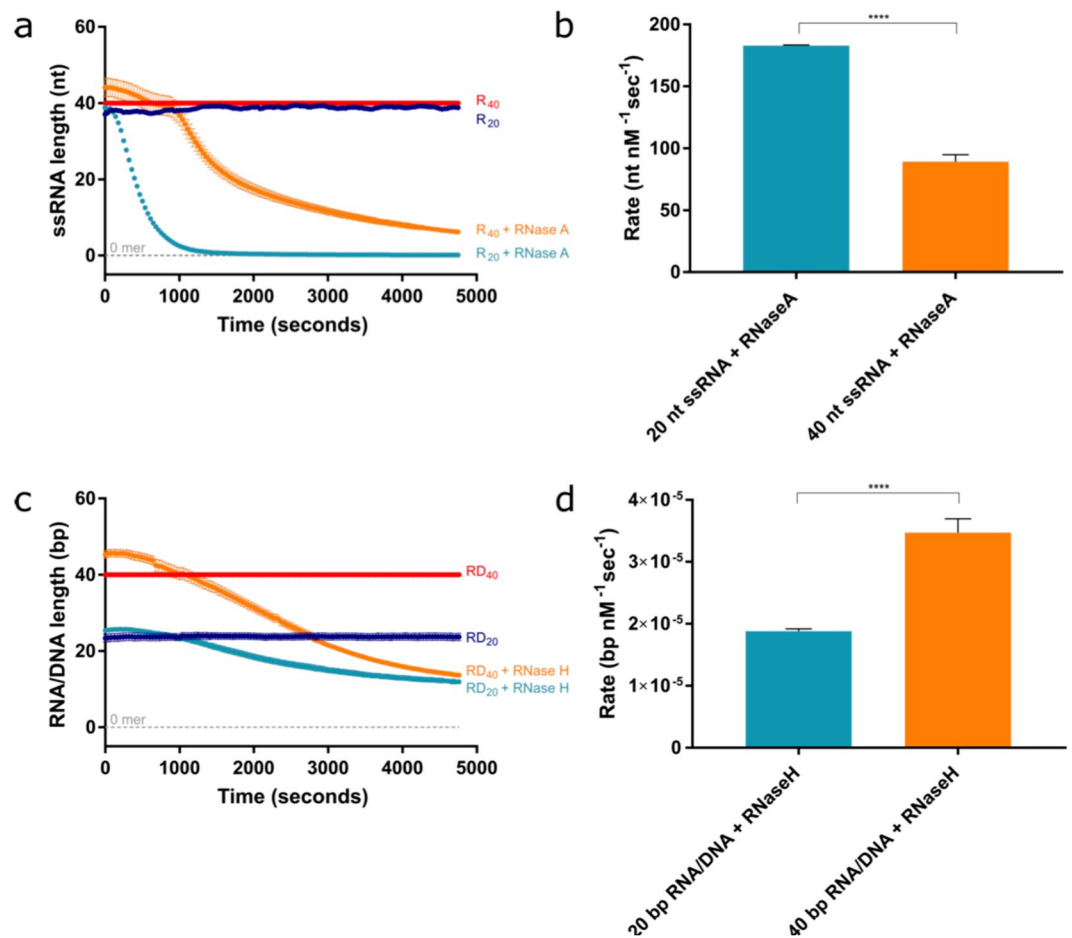 a
60
40
20
0
ssRNA length (nt)
R₄₀
R₂₀
R₄₀ + RNase A
R₂₀ + RNase A
0 mer
0 1000 2000 3000 4000 5000
Time (seconds)
b
****
200
150
100
50
0
Rate (nt nM⁻¹sec⁻¹)
20 nt ssRNA + RNaseA
40 nt ssRNA + RNaseA
c
60
40
20
0
RNA/DNA length (bp)
RD₄₀
RD₂₀
RD₄₀ + RNase H
RD₂₀ + RNase H
0 mer
0 1000 2000 3000 4000 5000
Time (seconds)
d
****
4×10⁻⁵
3×10⁻⁵
2×10⁻⁵
1×10⁻⁵
0
Rate (bp nM⁻¹sec⁻¹)
20 bp RNA/DNA + RNaseH
40 bp RNA/DNA + RNaseH